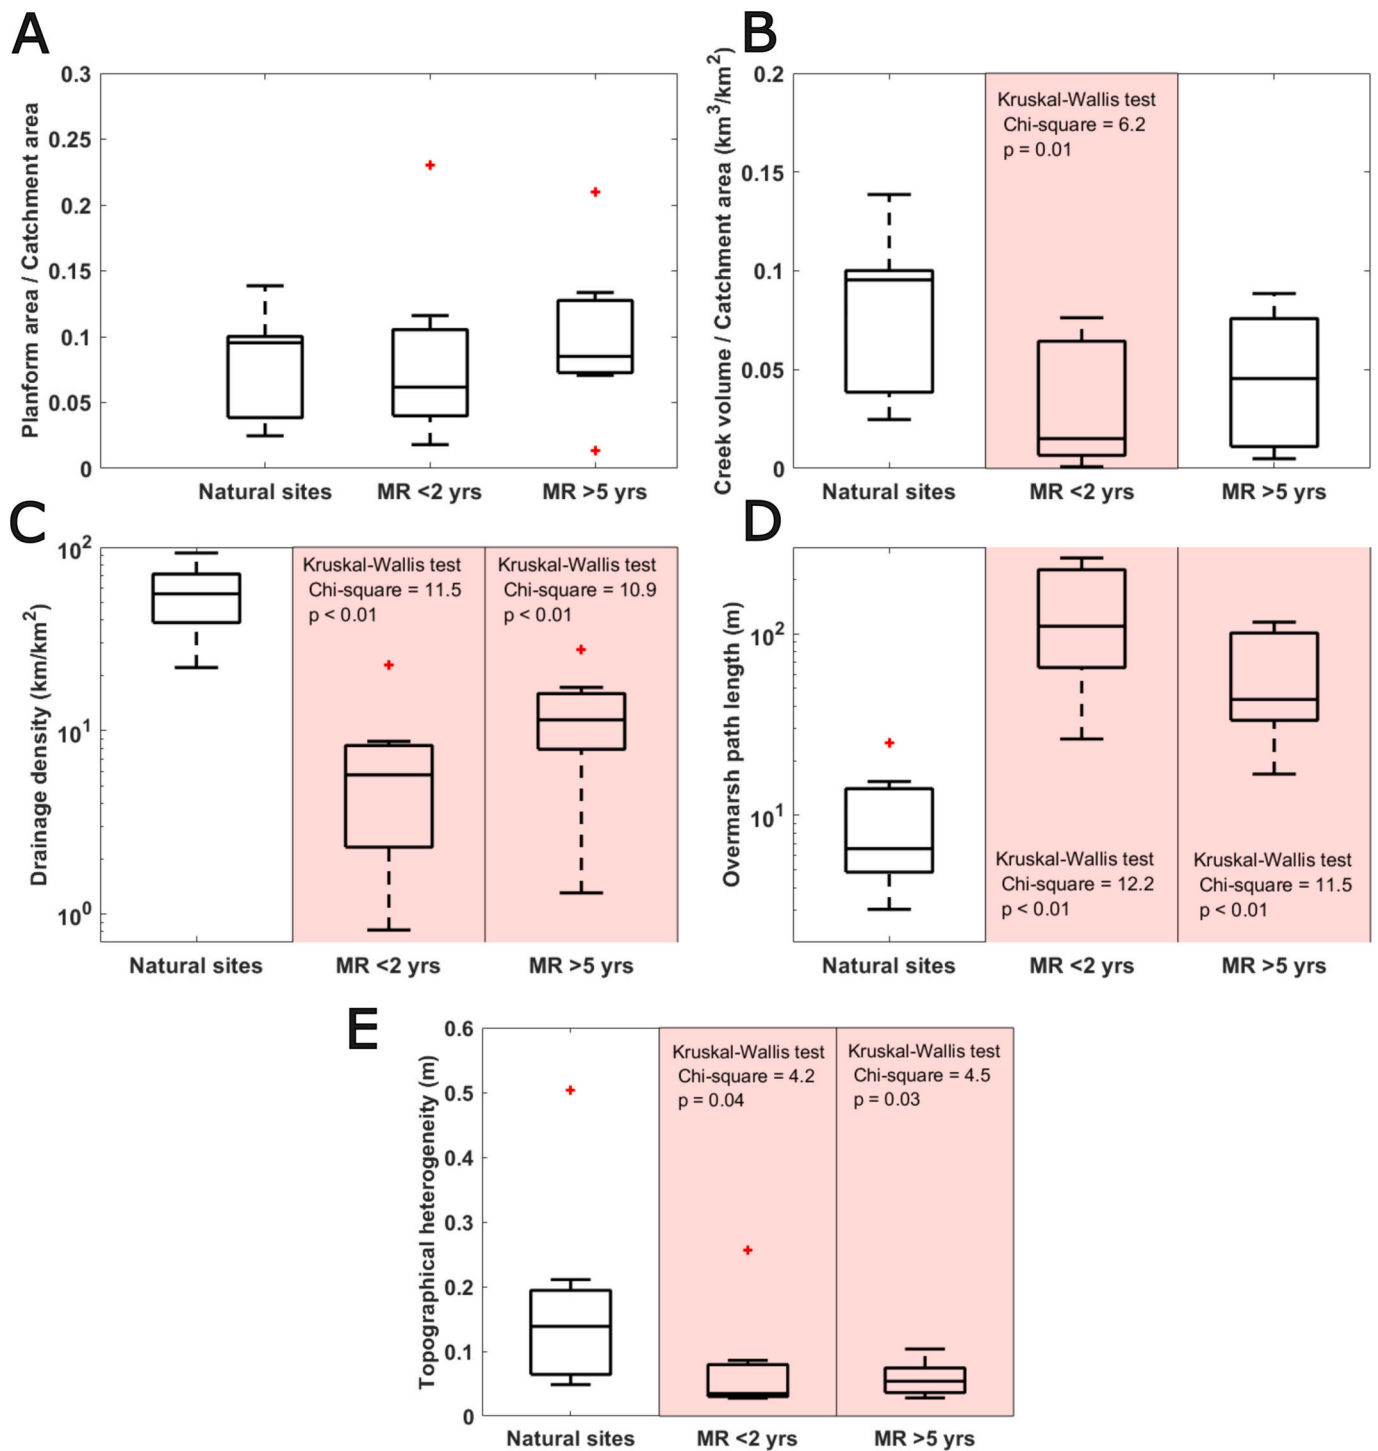 A
Planform area / Catchment area
0.3
0.25
0.2
0.15
0.1
0.05
0
Natural sites MR <2 yrs MR >5 yrs
B
Creek volume / Catchment area (km³/km²)
0.2
0.15
0.1
0.05
0
Kruskal-Wallis test
Chi-square = 6.2
p = 0.01
Natural sites MR <2 yrs MR >5 yrs
C
Drainage density (km/km²)
10²
10¹
10⁰
Kruskal-Wallis test
Chi-square = 11.5
p < 0.01
Kruskal-Wallis test
Chi-square = 10.9
p < 0.01
Natural sites MR <2 yrs MR >5 yrs
D
Overmarsh path length (m)
10²
10¹
Kruskal-Wallis test
Chi-square = 12.2
p < 0.01
Kruskal-Wallis test
Chi-square = 11.5
p < 0.01
Natural sites MR <2 yrs MR >5 yrs
E
Topographical heterogeneity (m)
0.6
0.5
0.4
0.3
0.2
0.1
0
Kruskal-Wallis test
Chi-square = 4.2
p = 0.04
Kruskal-Wallis test
Chi-square = 4.5
p = 0.03
Natural sites MR <2 yrs MR >5 yrs